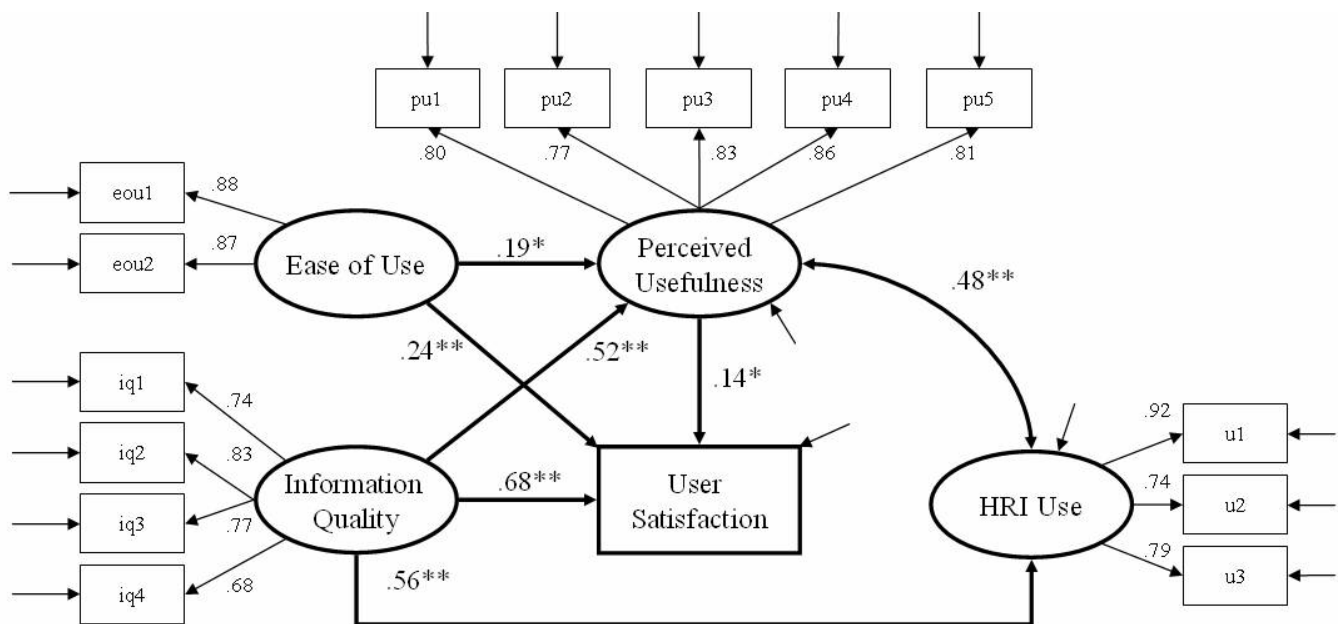 pu1
pu2
pu3
pu4
pu5
.80
.77
.83
.86
.81
eou1
.88
eou2
.87
Ease of Use
.19*
Perceived
Usefulness
.48**
.24**
.52**
.14*
iq1
.74
iq2
.83
iq3
.77
iq4
.68
Information
Quality
.68**
User
Satisfaction
.56**
HRI Use
.92
u1
.74
u2
.79
u3